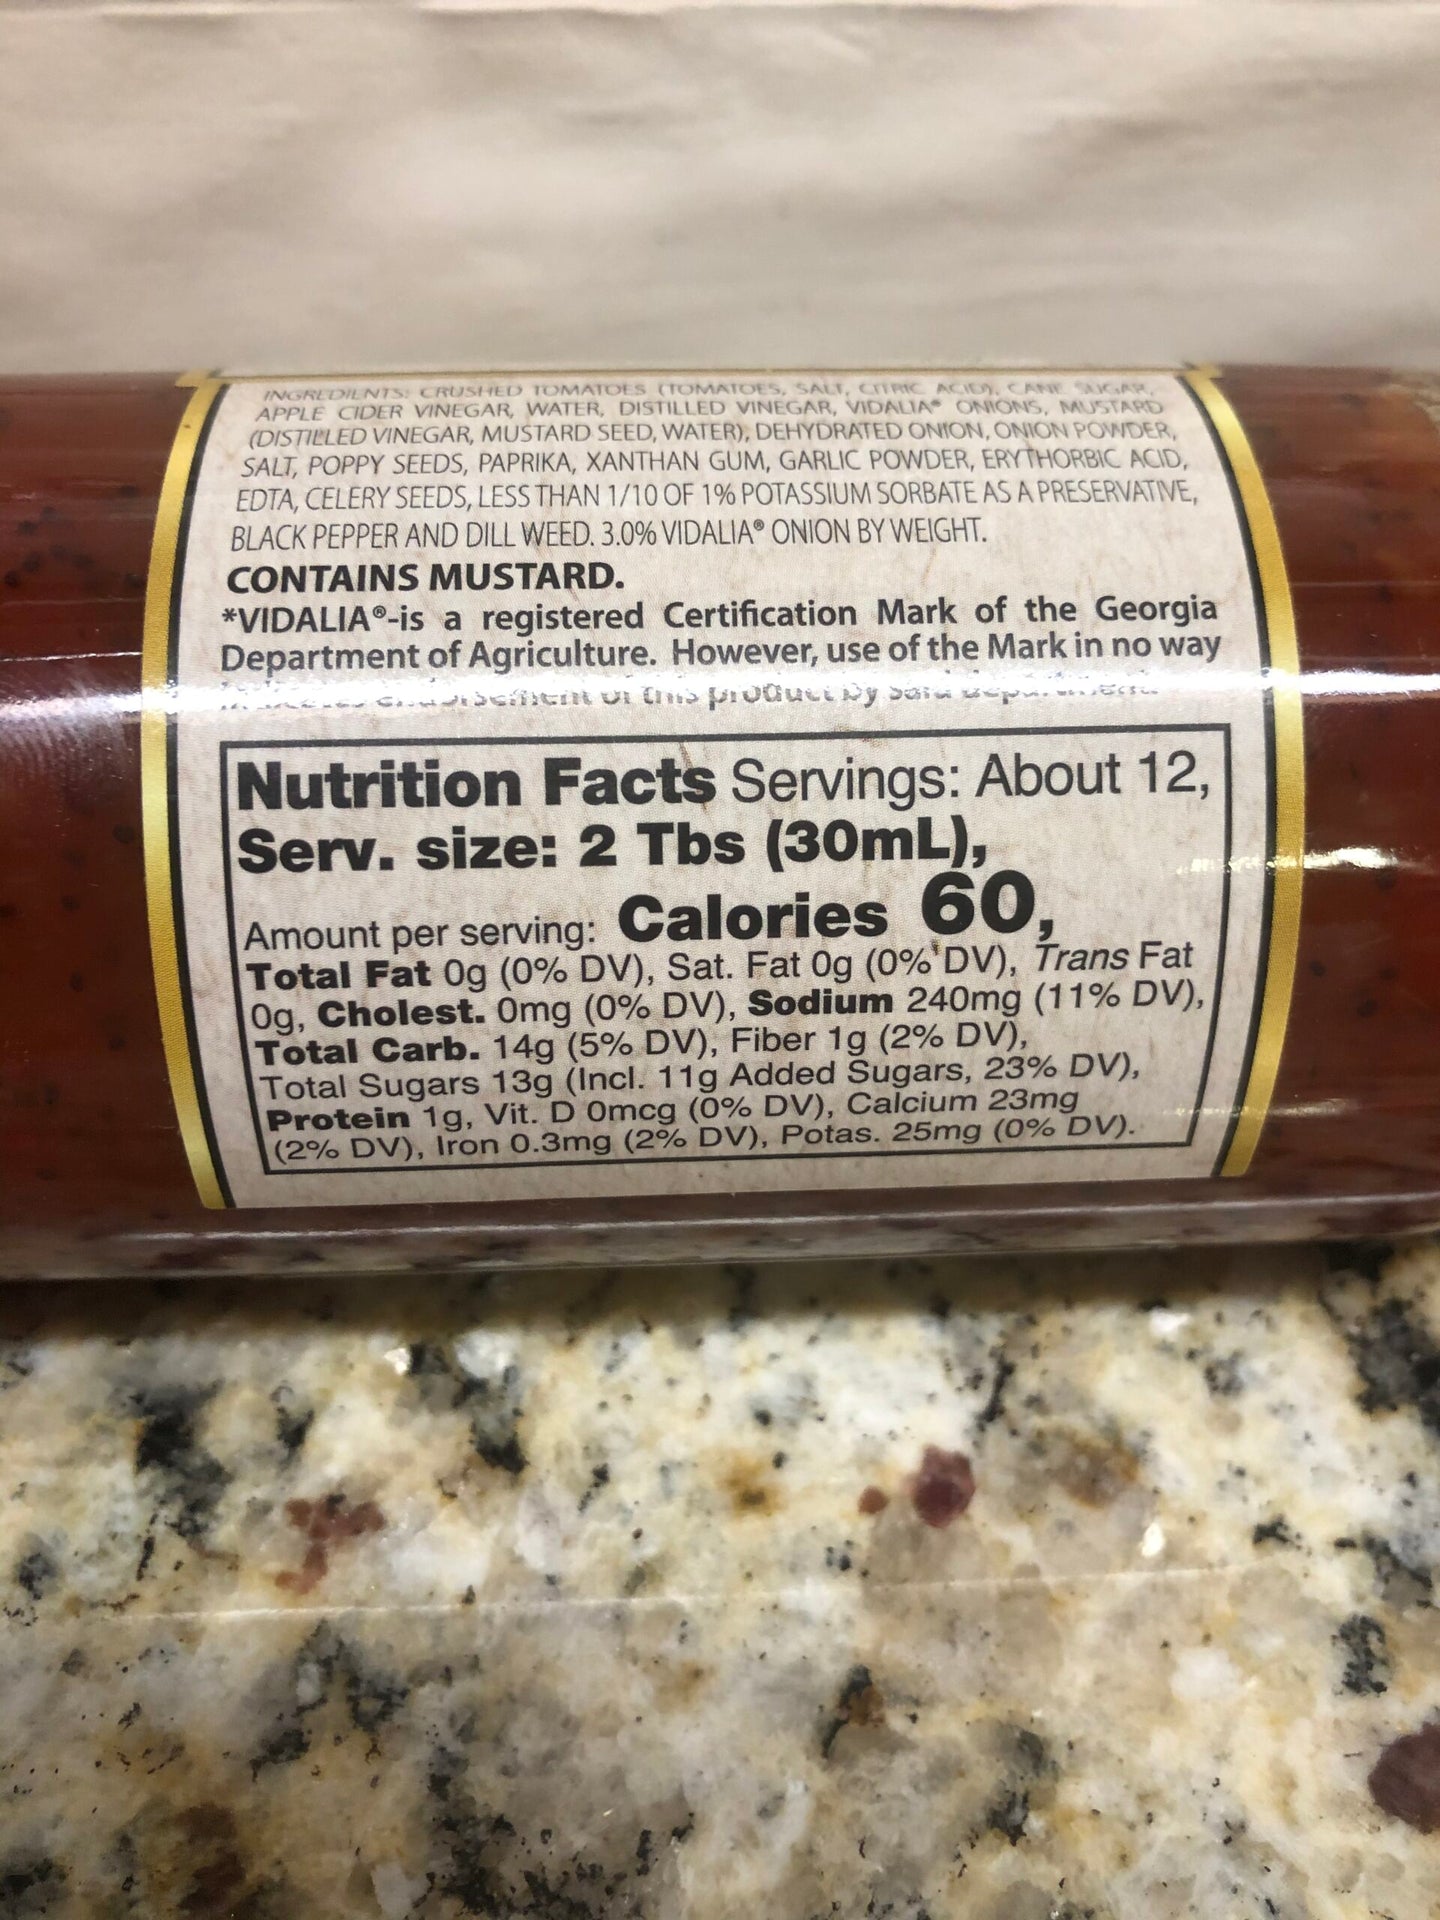 INGREDIENTS: CRUSHED TOMATOES (TOMATOES, SALT, CITRIC ACID), CANE SUGAR,
APPLE CIDER VINEGAR, WATER, DISTILLED VINEGAR, VIDALIA® ONIONS, MUSTARD
(DISTILLED VINEGAR, MUSTARD SEED, WATER), DEHYDRATED ONION, ONION POWDER,
SALT, POPPY SEEDS, PAPRIKA, XANTHAN GUM, GARLIC POWDER, ERYTHORBIC ACID,
EDTA, CELERY SEEDS, LESS THAN 1/10 OF 1% POTASSIUM SORBATE AS A PRESERVATIVE,
BLACK PEPPER AND DILL WEED. 3.0% VIDALIA® ONION BY WEIGHT.
CONTAINS MUSTARD.
*VIDALIA®-is a registered Certification Mark of the Georgia
Department of Agriculture. However, use of the Mark in no way
endorsement of this product by said department.
Nutrition Facts Servings: About 12,
Serv. size: 2 Tbs (30mL),
Amount per serving: Calories 60,
Total Fat 0g (0% DV), Sat. Fat 0g (0% DV), Trans Fat
0g, Cholest. 0mg (0% DV), Sodium 240mg (11% DV),
Total Carb. 14g (5% DV), Fiber 1g (2% DV),
Total Sugars 13g (Incl. 11g Added Sugars, 23% DV),
Protein 1g, Vit. D 0mcg (0% DV), Calcium 23mg
(2% DV), Iron 0.3mg (2% DV), Potas. 25mg (0% DV).